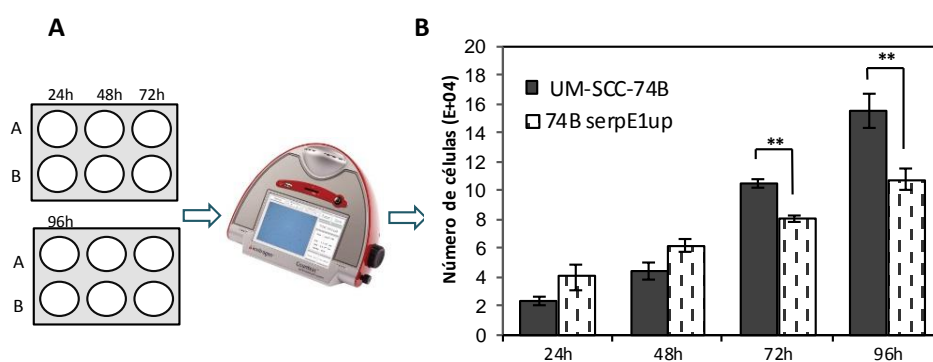 A
24h 48h 72h
A
B
96h
A
B
B
Número de células (E+04)
20
18
16
14
12
10
8
6
4
2
0
UM-SCC-74B
74B serpE1up
**
**
24h 48h 72h 96h